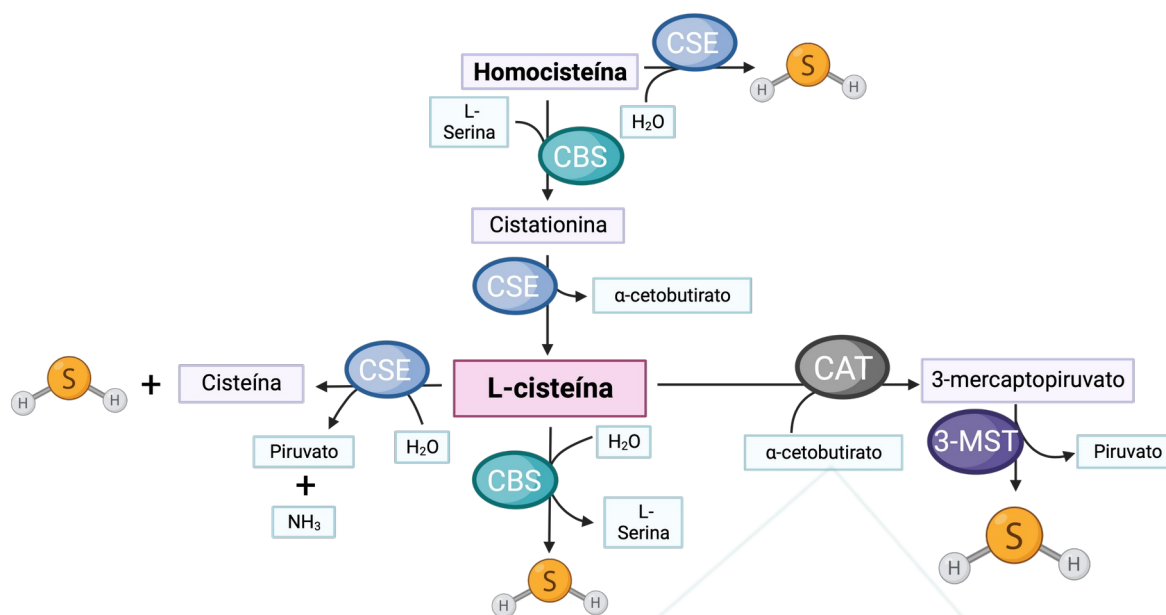 CSE
Homocisteína
S
H
H
L-
Serina
H₂O
CBS
Cistationina
CSE
α-cetobutirato
S
H
H
+
Cisteína
CSE
L-cisteína
CAT
3-mercaptopiruvato
Piruvato
H₂O
+
NH₃
CBS
H₂O
L-
Serina
S
H
H
α-cetobutirato
3-MST
Piruvato
S
H
H